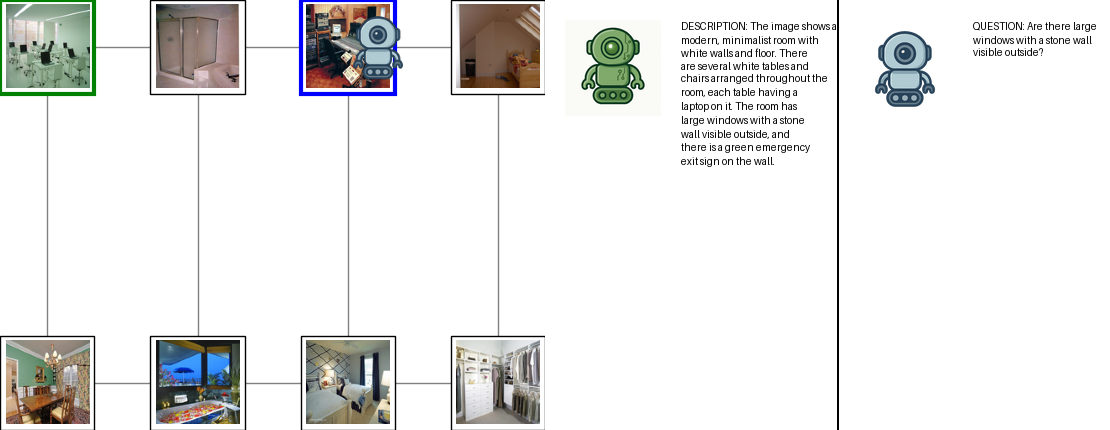 DESCRIPTION: The image shows a
modern, minimalist room with
white walls and floor. There
are several white tables and
chairs arranged throughout the
room, each table having a
laptop on it. The room has
large windows with a stone
wall visible outside, and
there is a green emergency
exit sign on the wall.
QUESTION: Are there large
windows with a stone wall
visible outside?